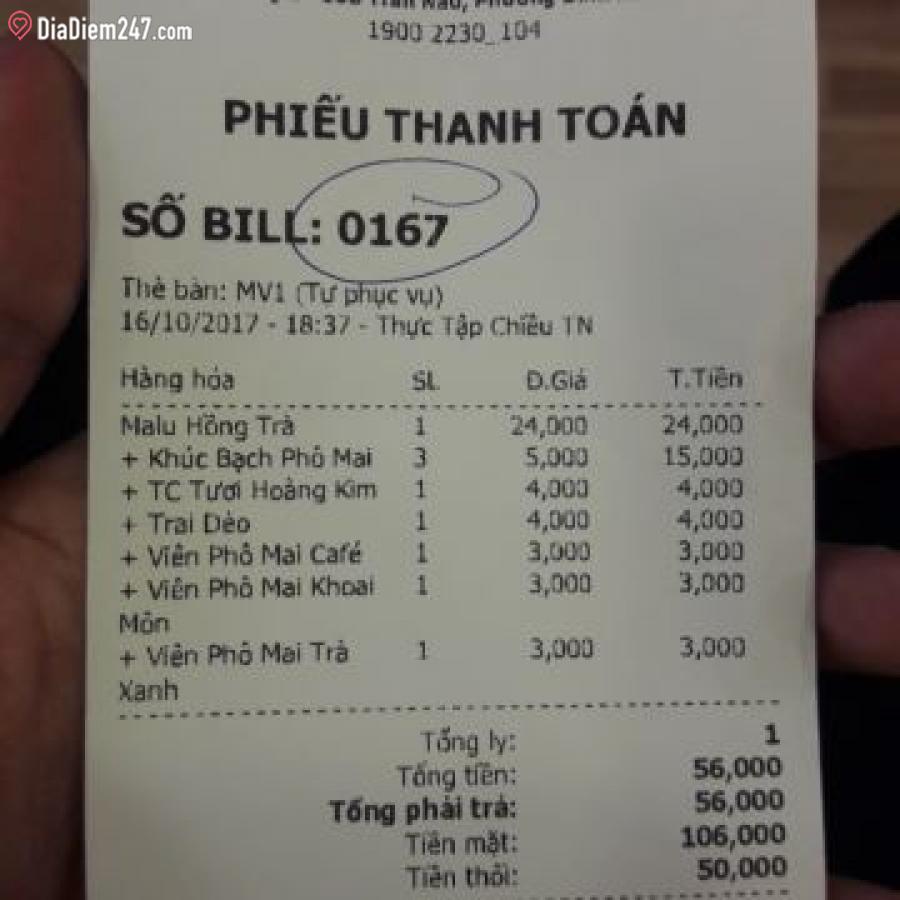 DiaDiem247.com
1900 2230_104
PHIẾU THANH TOÁN
SỐ BILL: 0167
Thẻ bàn: MV1 (Tự phục vụ)
16/10/2017 - 18:37 - Thực Tập Chiều TN
Hàng hóa SL Đ.Giá T.Tiền
Malu Hồng Trà 1 24,000 24,000
+ Khúc Bạch Phô Mai 3 5,000 15,000
+ TC Tươi Hoàng Kim 1 4,000 4,000
+ Trai Dẻo 1 4,000 4,000
+ Viên Phô Mai Café 1 3,000 3,000
+ Viên Phô Mai Khoai 1 3,000 3,000
Môn
+ Viên Phô Mai Trà 1 3,000 3,000
Xanh
Tổng ly: 1
Tổng tiền: 56,000
Tổng phải trả: 56,000
Tiền mặt: 106,000
Tiền thối: 50,000